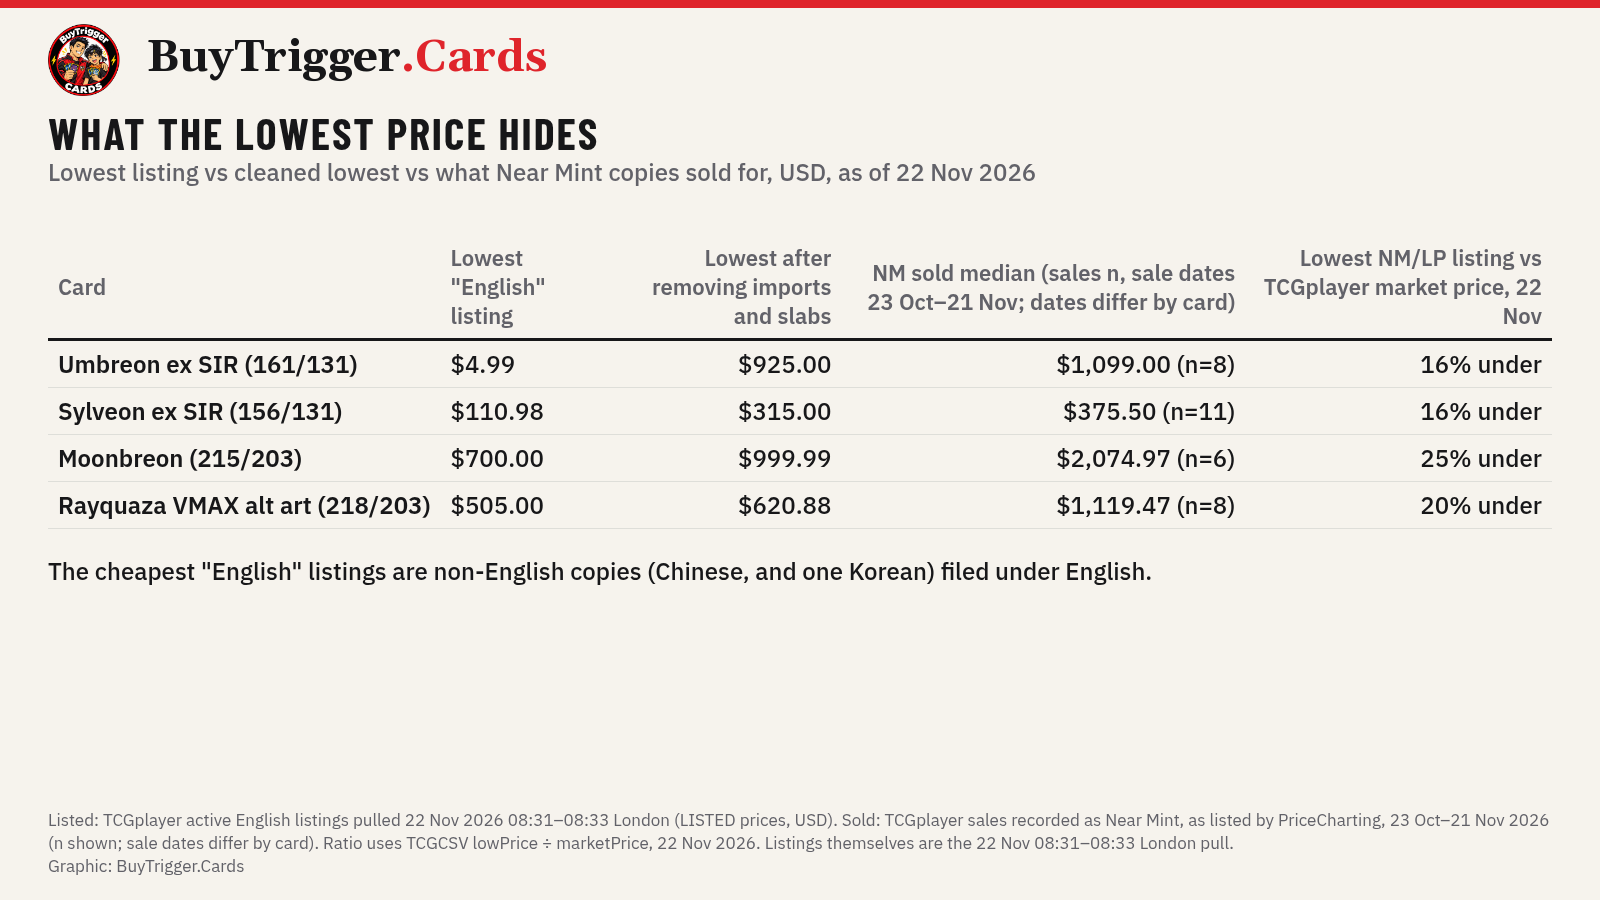 BuyTrigger
CARDS
BuyTrigger.Cards
WHAT THE LOWEST PRICE HIDES
Lowest listing vs cleaned lowest vs what Near Mint copies sold for, USD, as of 22 Nov 2026
Card
Lowest
"English"
listing
Lowest after
removing imports
and slabs
NM sold median (sales n, sale dates
23 Oct–21 Nov; dates differ by card)
Lowest NM/LP listing vs
TCGplayer market price, 22
Nov
Umbreon ex SIR (161/131) $4.99 $925.00 $1,099.00 (n=8) 16% under
Sylveon ex SIR (156/131) $110.98 $315.00 $375.50 (n=11) 16% under
Moonbreon (215/203) $700.00 $999.99 $2,074.97 (n=6) 25% under
Rayquaza VMAX alt art (218/203) $505.00 $620.88 $1,119.47 (n=8) 20% under
The cheapest "English" listings are non-English copies (Chinese, and one Korean) filed under English.
Listed: TCGplayer active English listings pulled 22 Nov 2026 08:31–08:33 London (LISTED prices, USD). Sold: TCGplayer sales recorded as Near Mint, as listed by PriceCharting, 23 Oct–21 Nov 2026
(n shown; sale dates differ by card). Ratio uses TCGCSV lowPrice ÷ marketPrice, 22 Nov 2026. Listings themselves are the 22 Nov 08:31–08:33 London pull.
Graphic: BuyTrigger.Cards